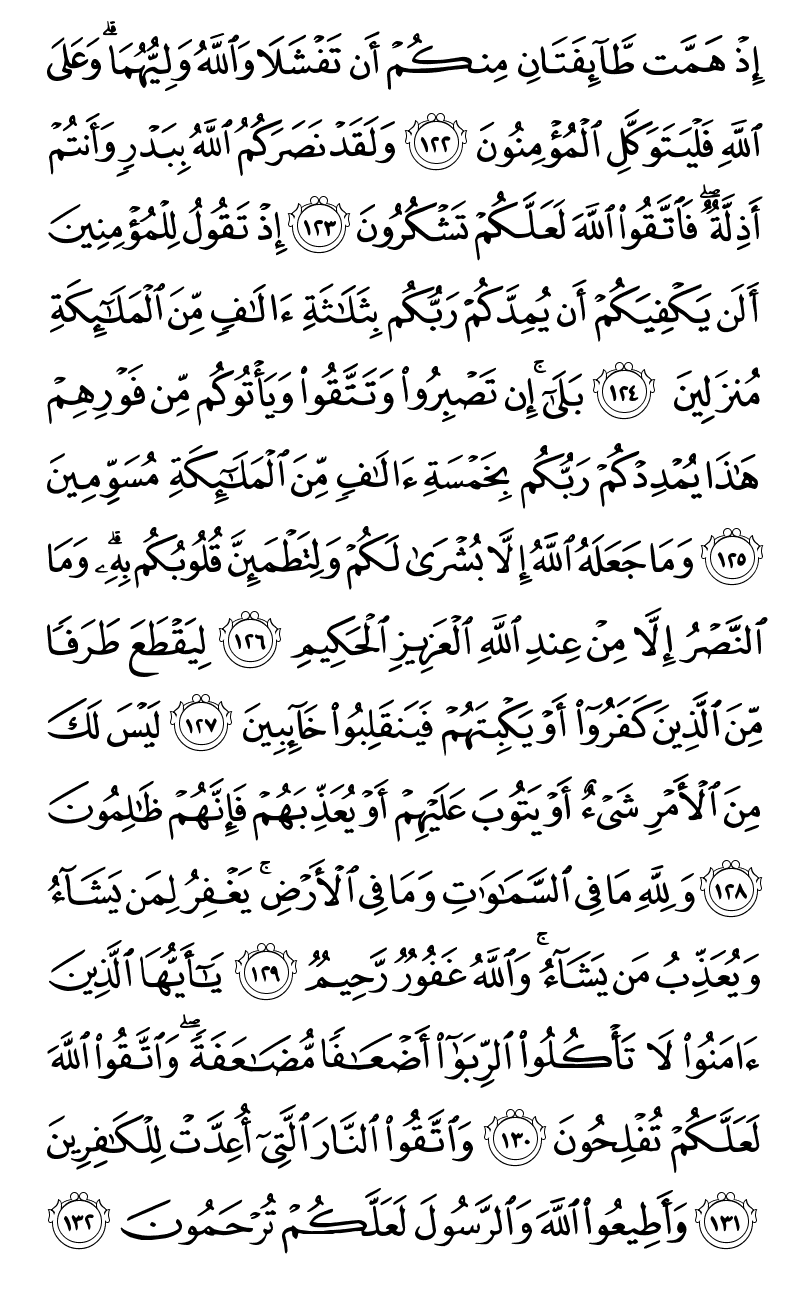 إِذْ هَمَّت طَّآئِفَتَانِ مِنكُمْ أَن تَفْشَلَا وَٱللَّهُ وَلِيُّهُمَا ۗ وَعَلَى
ٱللَّهِ فَلْيَتَوَكَّلِ ٱلْمُؤْمِنُونَ ١٢٢ وَلَقَدْ نَصَرَكُمُ ٱللَّهُ بِبَدْرٍ وَأَنتُمْ
أَذِلَّةٌ ۖ فَٱتَّقُوا۟ ٱللَّهَ لَعَلَّكُمْ تَشْكُرُونَ ١٢٣ إِذْ تَقُولُ لِلْمُؤْمِنِينَ
أَلَن يَكْفِيَكُمْ أَن يُمِدَّكُمْ رَبُّكُم بِثَلَـٰثَةِ ءَالَـٰفٍ مِّنَ ٱلْمَلَـٰٓئِكَةِ
مُنزَلِينَ ١٢٤ بَلَىٰٓ ۚ إِن تَصْبِرُوا۟ وَتَتَّقُوا۟ وَيَأْتُوكُم مِّن فَوْرِهِمْ
هَـٰذَا يُمْدِدْكُمْ رَبُّكُم بِخَمْسَةِ ءَالَـٰفٍ مِّنَ ٱلْمَلَـٰٓئِكَةِ مُسَوِّمِينَ
١٢٥ وَمَا جَعَلَهُ ٱللَّهُ إِلَّا بُشْرَىٰ لَكُمْ وَلِتَطْمَئِنَّ قُلُوبُكُم بِهِۦ ۗ وَمَا
ٱلنَّصْرُ إِلَّا مِنْ عِندِ ٱللَّهِ ٱلْعَزِيزِ ٱلْحَكِيمِ ١٢٦ لِيَقْطَعَ طَرَفًا
مِّنَ ٱلَّذِينَ كَفَرُوٓا۟ أَوْ يَكْبِتَهُمْ فَيَنقَلِبُوا۟ خَآئِبِينَ ١٢٧ لَيْسَ لَكَ
مِنَ ٱلْأَمْرِ شَىْءٌ أَوْ يَتُوبَ عَلَيْهِمْ أَوْ يُعَذِّبَهُمْ فَإِنَّهُمْ ظَـٰلِمُونَ
١٢٨ وَلِلَّهِ مَا فِى ٱلسَّمَـٰوَٰتِ وَمَا فِى ٱلْأَرْضِ ۚ يَغْفِرُ لِمَن يَشَآءُ
وَيُعَذِّبُ مَن يَشَآءُ ۚ وَٱللَّهُ غَفُورٌ رَّحِيمٌ ١٢٩ يَـٰٓأَيُّهَا ٱلَّذِينَ
ءَامَنُوا۟ لَا تَأْكُلُوا۟ ٱلرِّبَوٰٓا۟ أَضْعَـٰفًا مُّضَـٰعَفَةً ۖ وَٱتَّقُوا۟ ٱللَّهَ
لَعَلَّكُمْ تُفْلِحُونَ ١٣٠ وَٱتَّقُوا۟ ٱلنَّارَ ٱلَّتِىٓ أُعِدَّتْ لِلْكَـٰفِرِينَ
١٣١ وَأَطِيعُوا۟ ٱللَّهَ وَٱلرَّسُولَ لَعَلَّكُمْ تُرْحَمُونَ ١٣٢